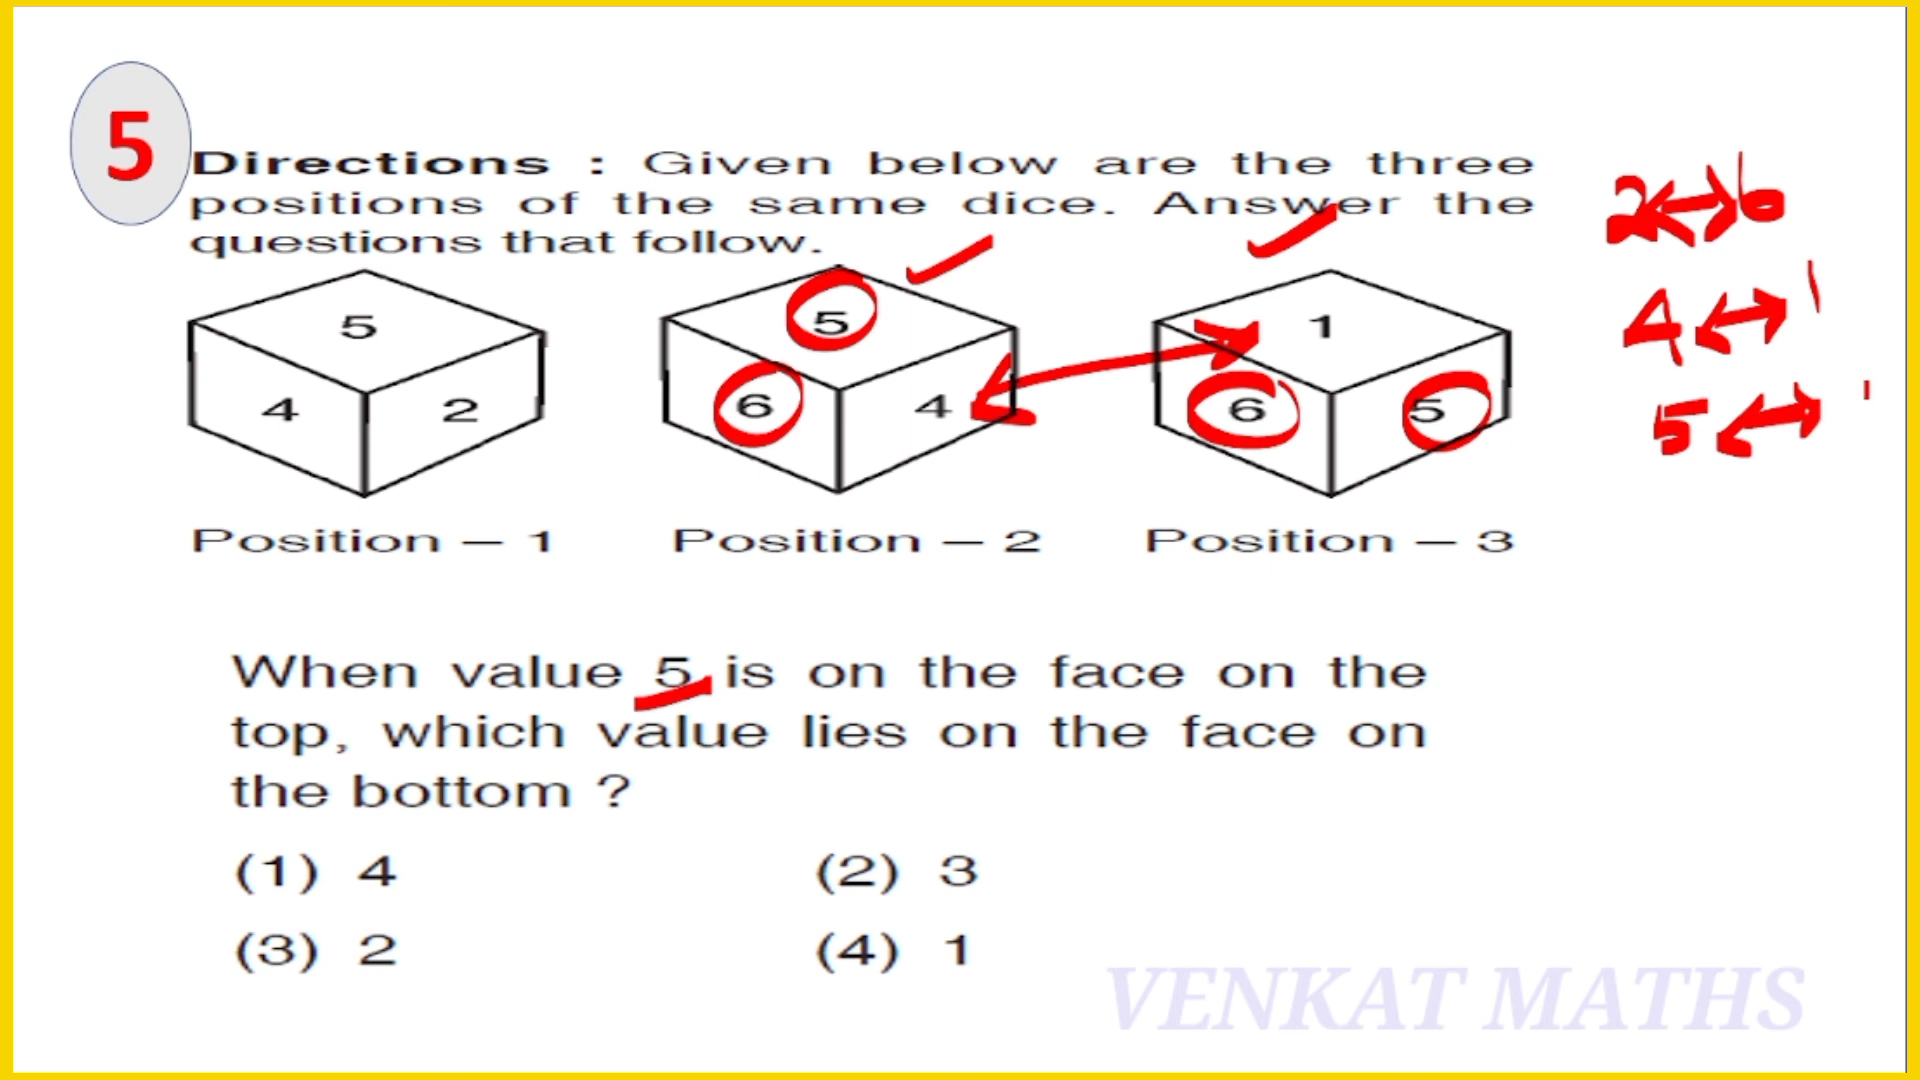 5
Directions : Given below are the three
positions of the same dice. Answer the
questions that follow.
5
4 2
5
6 4
1
6 5
Position – 1 Position – 2 Position – 3
2↔6
4↔1
5↔
When value 5 is on the face on the
top, which value lies on the face on
the bottom ?
(1) 4 (2) 3
(3) 2 (4) 1
VENKAT MATHS